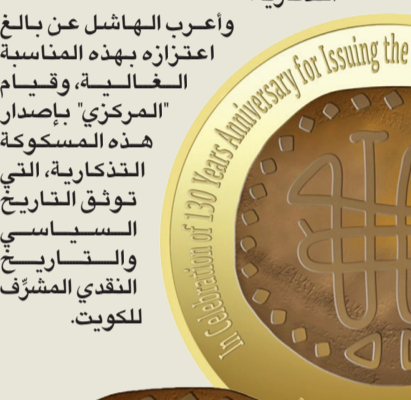 وأعرب الهاشل عن بالغ
اعتزازه بهذه المناسبة
الغالية، وقيام
"المركزي" بإصدار
هذه المسكوكة
التذكارية، التي
توثق التاريخ
السياسي
والتاريخ
النقدي المشرِّف
للكويت.
In Celebration of 130 Years Anniversary for Issuing the